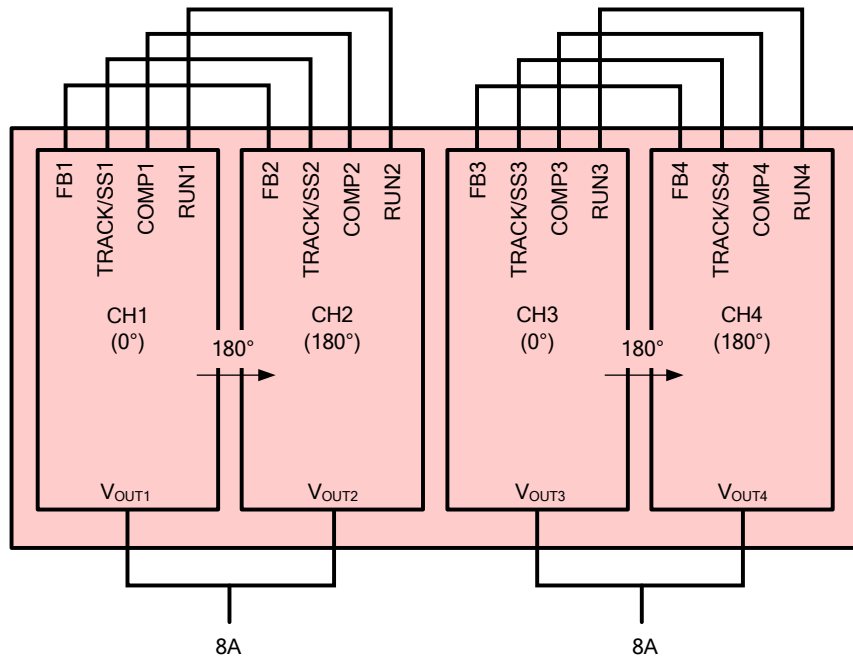 FB1
TRACK/SS1
COMP1
RUN1
FB2
TRACK/SS2
COMP2
RUN2
FB3
TRACK/SS3
COMP3
RUN3
FB4
TRACK/SS4
COMP4
RUN4
CH1
(0°)
180°
CH2
(180°)
CH3
(0°)
180°
CH4
(180°)
VOUT1
VOUT2
VOUT3
VOUT4
8A
8A